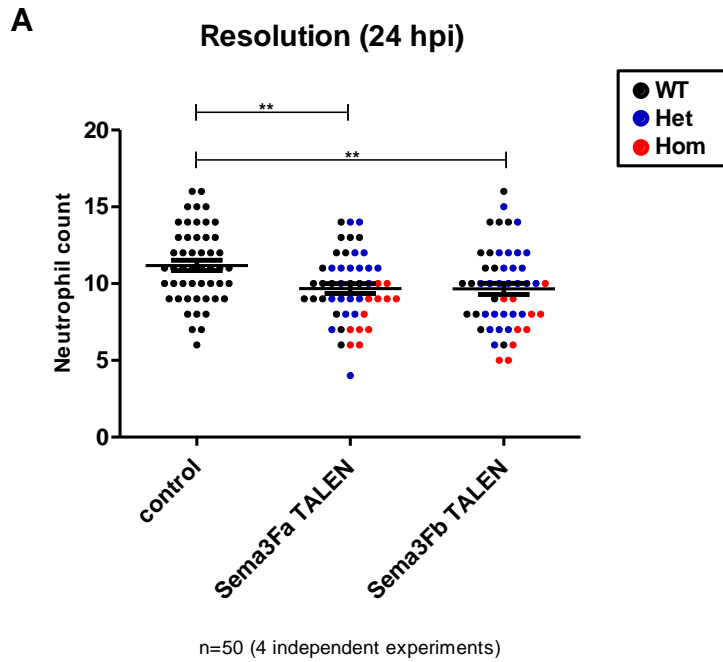 A
Resolution (24 hpi)
WT
Het
Hom
**
**
20
15
10
5
0
Neutrophil count
control
Sema3Fa TALEN
Sema3Fb TALEN
n=50 (4 independent experiments)